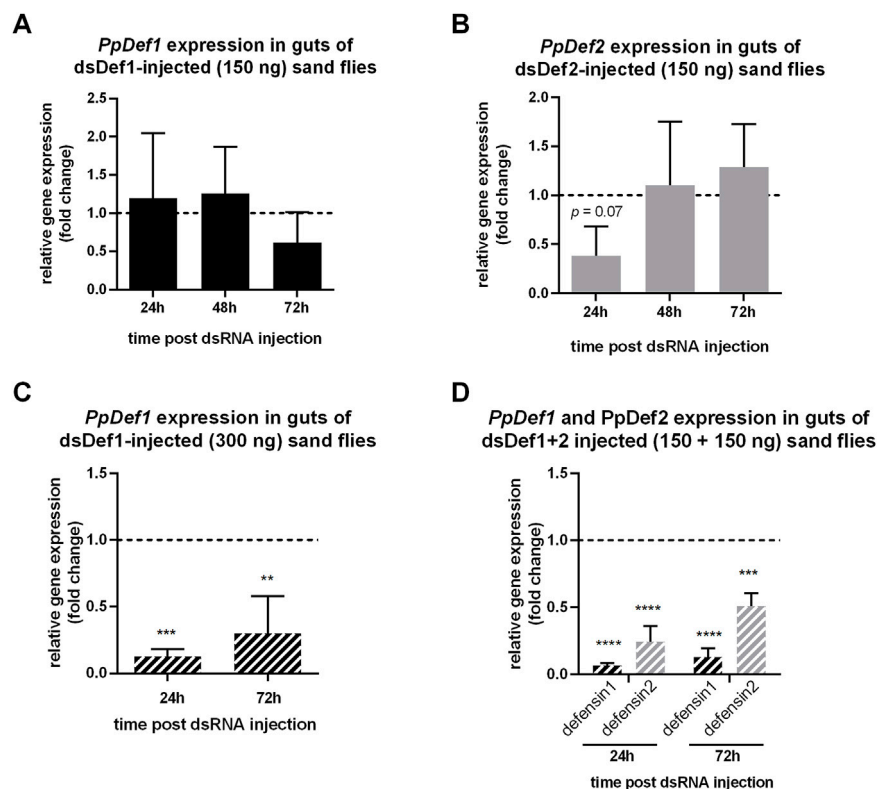 A
PpDef1 expression in guts of
dsDef1-injected (150 ng) sand flies
relative gene expression
(fold change)
2.5
2.0
1.5
1.0
0.5
0.0
24h 48h 72h
time post dsRNA injection
B
PpDef2 expression in guts of
dsDef2-injected (150 ng) sand flies
relative gene expression
(fold change)
2.0
1.5
1.0
0.5
0.0
p = 0.07
24h 48h 72h
time post dsRNA injection
C
PpDef1 expression in guts of
dsDef1-injected (300 ng) sand flies
relative gene expression
(fold change)
1.5
1.0
0.5
0.0
***
**
24h 72h
time post dsRNA injection
D
PpDef1 and PpDef2 expression in guts of
dsDef1+2 injected (150 + 150 ng) sand flies
relative gene expression
(fold change)
1.5
1.0
0.5
0.0
****
****
****
***
defensin1
defensin2
defensin1
defensin2
24h 72h
time post dsRNA injection